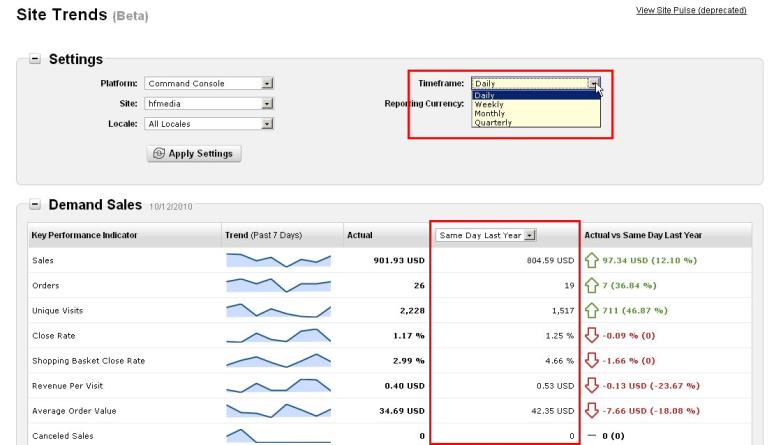 Site Trends (Beta)
View Site Pulse (deprecated)
Settings
Platform: Command Console
Timeframe: Daily
Daily
Weekly
Monthly
Quarterly
Site: hfmedia
Reporting Currency:
Locale: All Locales
Apply Settings
Demand Sales 10/12/2010
Key Performance Indicator Trend (Past 7 Days) Actual Same Day Last Year Actual vs Same Day Last Year
Sales 901.93 USD 804.59 USD 97.34 USD (12.10 %)
Orders 26 19 7 (36.84 %)
Unique Visits 2,228 1,517 711 (46.87 %)
Close Rate 1.17 % 1.25 % -0.09 % (0)
Shopping Basket Close Rate 2.99 % 4.66 % -1.66 % (0)
Revenue Per Visit 0.40 USD 0.53 USD -0.13 USD (-23.67 %)
Average Order Value 34.69 USD 42.35 USD -7.66 USD (-18.08 %)
Canceled Sales 0 0 0 (0)